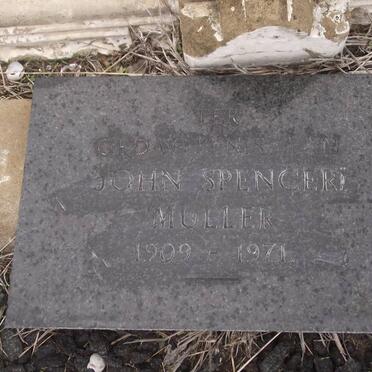 TER
GEDAGTENIS AAN
JOHN SPENCER
MULLER
1909 - 1971